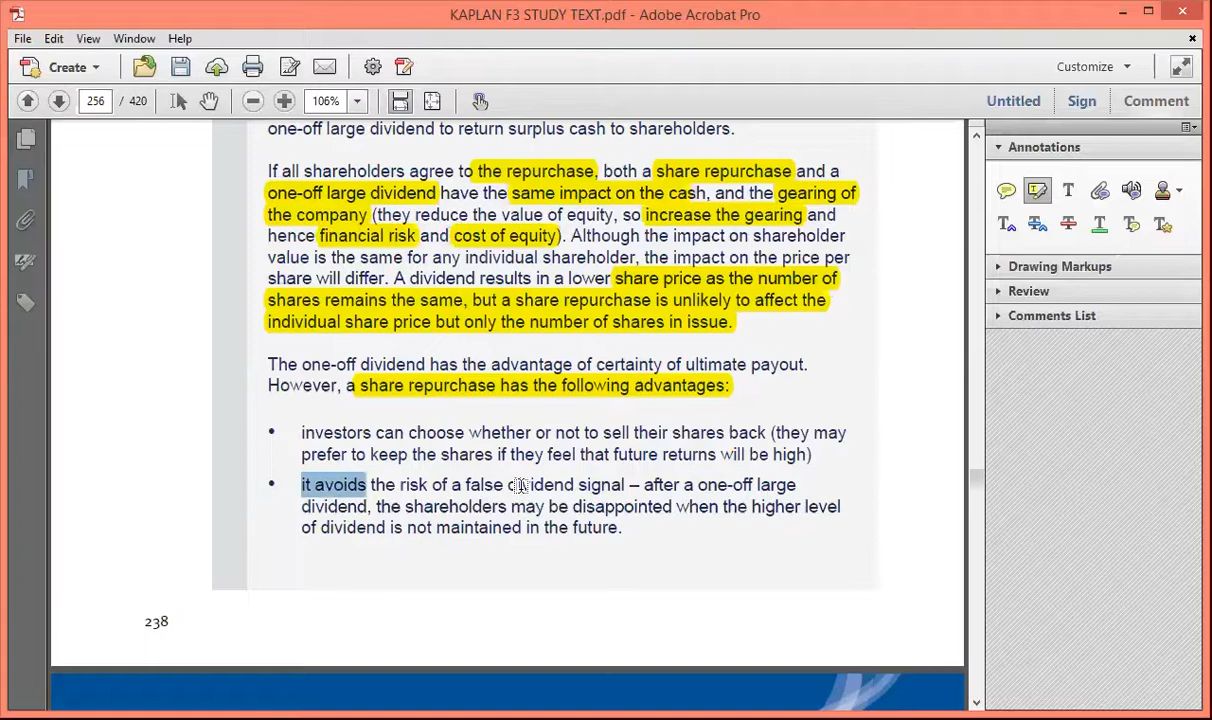 KAPLAN F3 STUDY TEXT.pdf - Adobe Acrobat Pro
File Edit View Window Help
Create Customize
256 / 420 106% Untitled Sign Comment
one-off large dividend to return surplus cash to shareholders.
If all shareholders agree to the repurchase, both a share repurchase and a
one-off large dividend have the same impact on the cash, and the gearing of
the company (they reduce the value of equity, so increase the gearing and
hence financial risk and cost of equity). Although the impact on shareholder
value is the same for any individual shareholder, the impact on the price per
share will differ. A dividend results in a lower share price as the number of
shares remains the same, but a share repurchase is unlikely to affect the
individual share price but only the number of shares in issue.
The one-off dividend has the advantage of certainty of ultimate payout.
However, a share repurchase has the following advantages:
• investors can choose whether or not to sell their shares back (they may
prefer to keep the shares if they feel that future returns will be high)
• it avoids the risk of a false dividend signal – after a one-off large
dividend, the shareholders may be disappointed when the higher level
of dividend is not maintained in the future.
238
Annotations
Drawing Markups
Review
Comments List